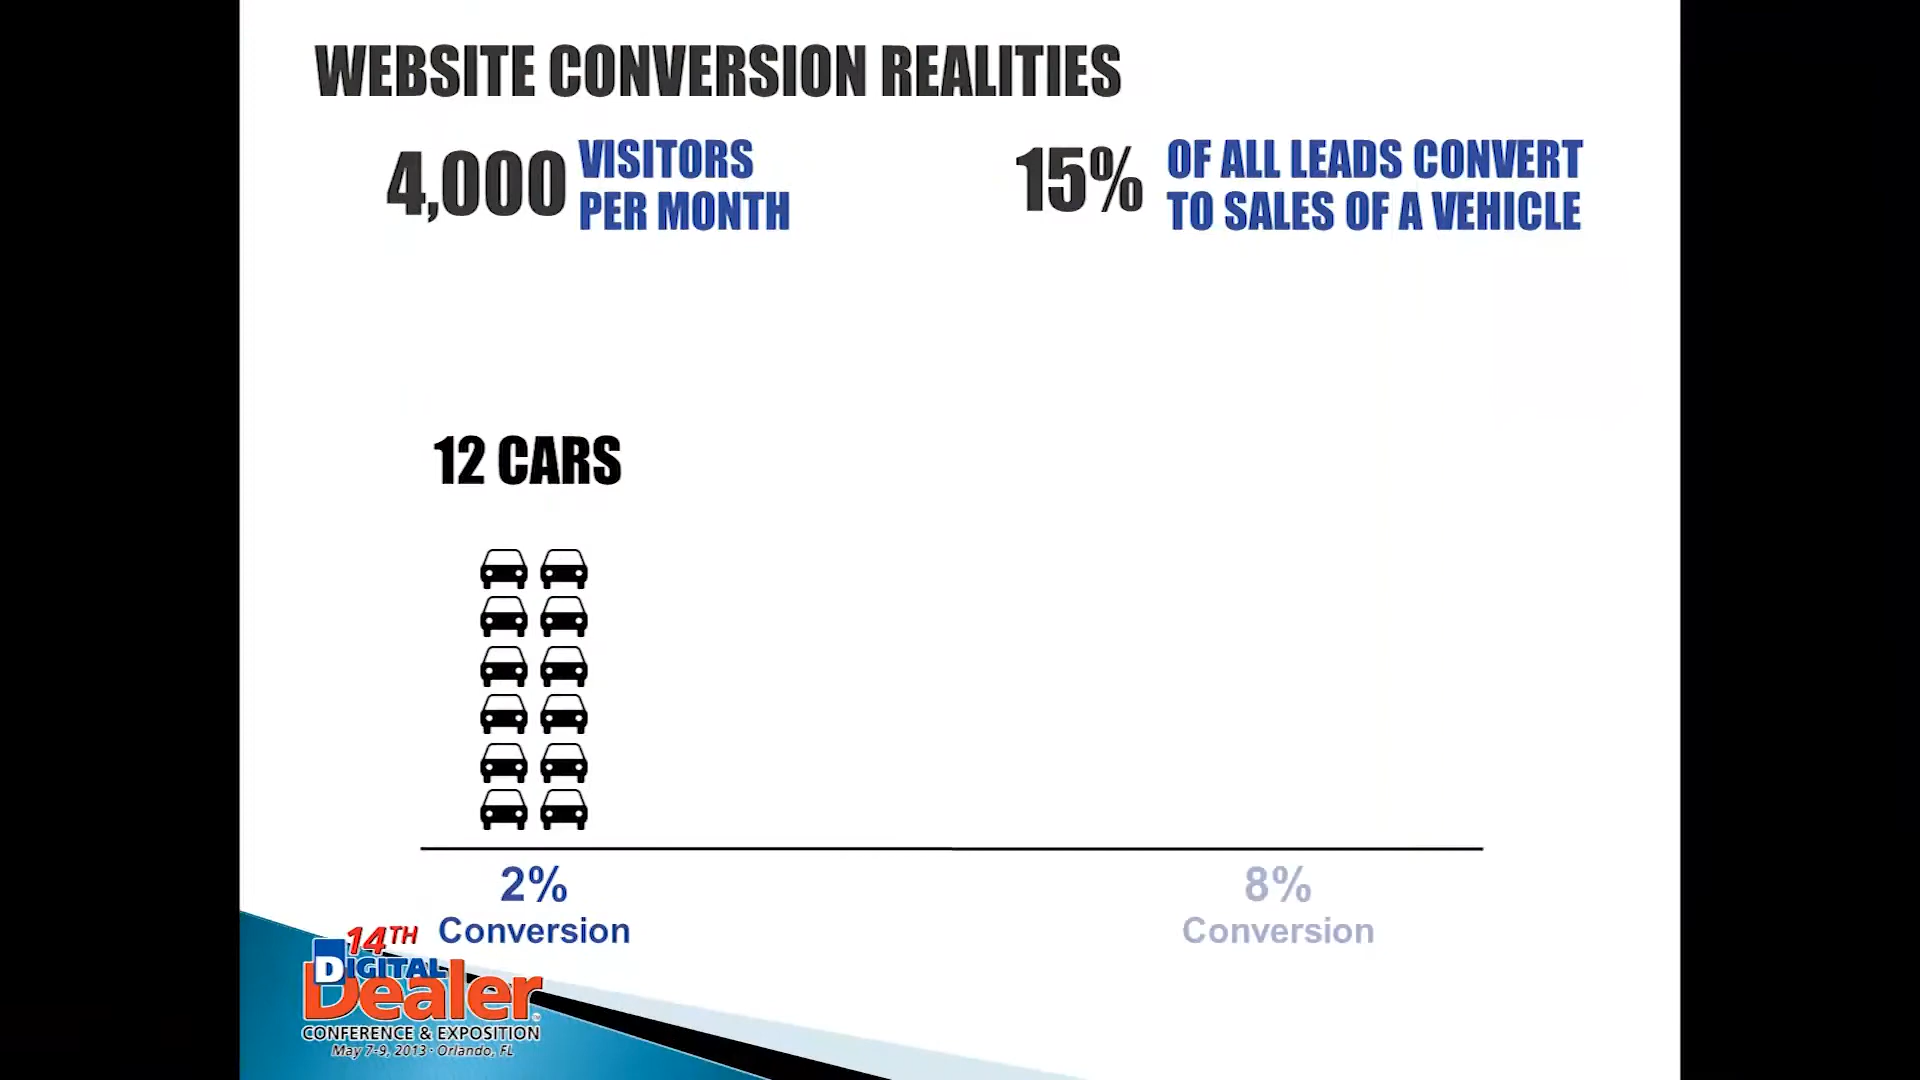 WEBSITE CONVERSION REALITIES
4,000 VISITORS
PER MONTH
15% OF ALL LEADS CONVERT
TO SALES OF A VEHICLE
12 CARS
2%
Conversion
8%
Conversion
14TH
DIGITAL
Dealer
CONFERENCE & EXPOSITION
May 7-9, 2013 · Orlando, FL